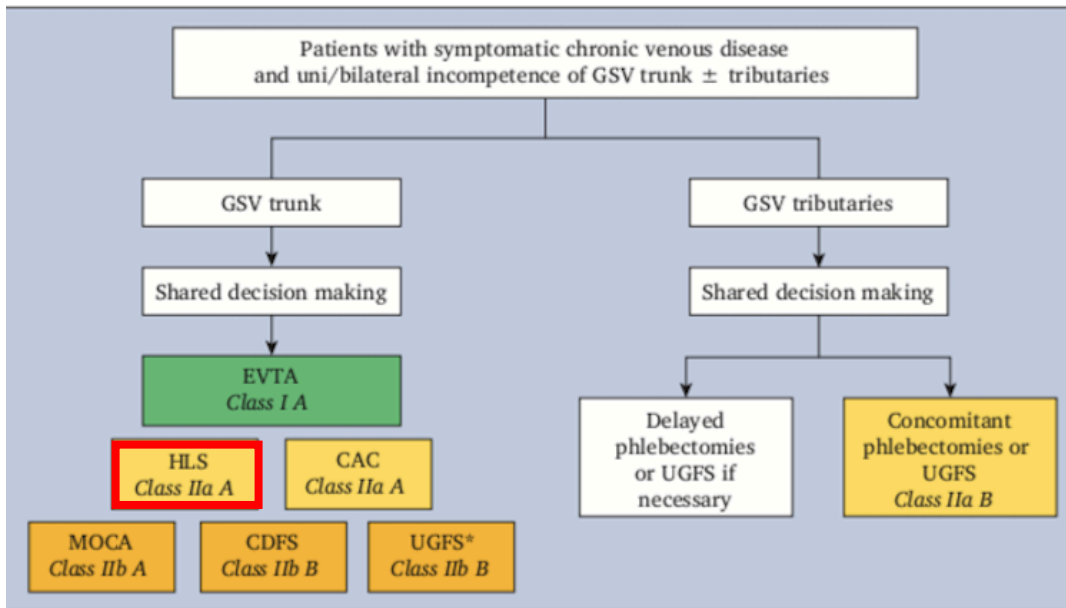 Patients with symptomatic chronic venous disease
and uni/bilateral incompetence of GSV trunk ± tributaries
GSV trunk
GSV tributaries
Shared decision making
Shared decision making
EVTA
Class I A
HLS
Class IIa A
CAC
Class IIa A
MOCA
Class IIb A
CDFS
Class IIb B
UGFS*
Class IIb B
Delayed
phlebectomies
or UGFS if
necessary
Concomitant
phlebectomies or
UGFS
Class IIa B